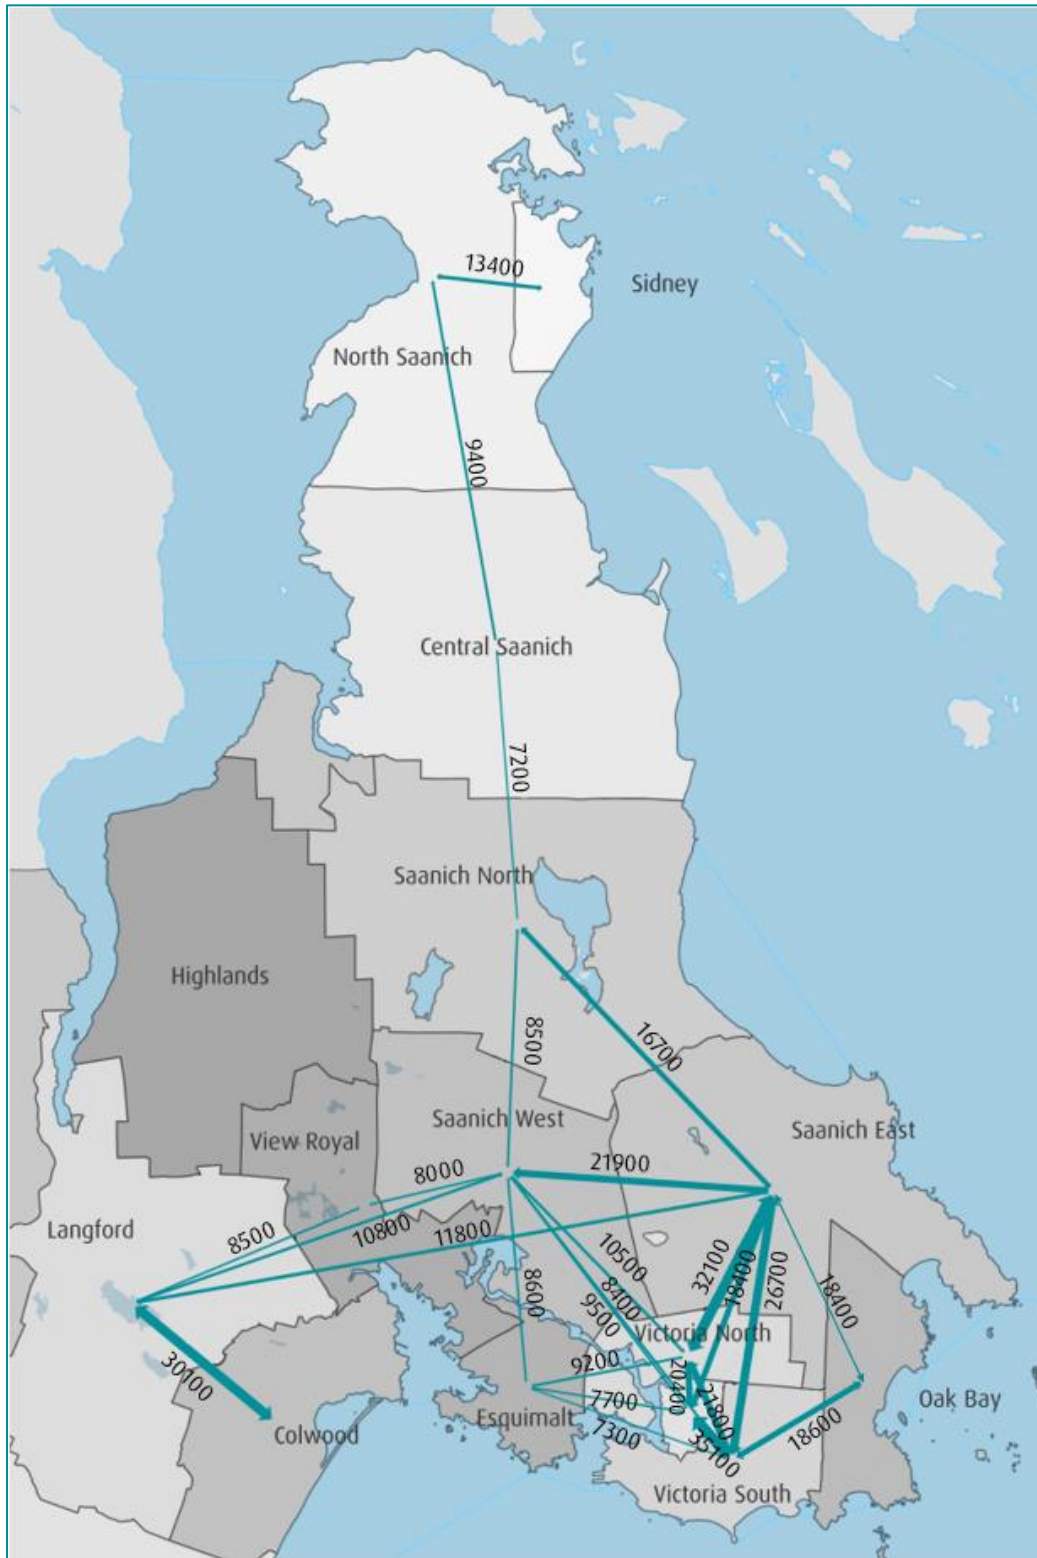 13400
Sidney
North Saanich
9400
Central Saanich
7200
Saanich North
Highlands
8500
16700
Saanich West
Saanich East
View Royal
21900
8000
Langford
8500
10800
11800
10500
32100
18400
26700
8400
8600
9500
18400
Victoria North
9200
20400
30100
7700
21800
Oak Bay
Esquimalt
Colwood
7300
35100
18600
Victoria South